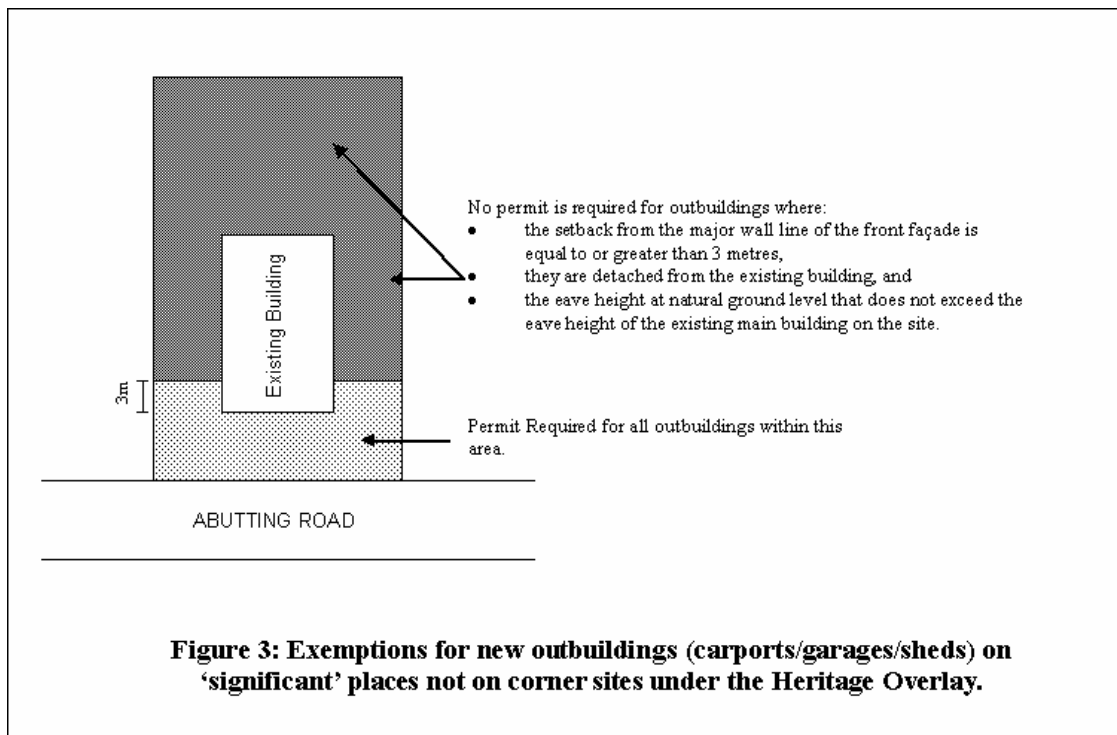 No permit is required for outbuildings where:
● the setback from the major wall line of the front façade is
equal to or greater than 3 metres,
● they are detached from the existing building, and
● the eave height at natural ground level that does not exceed the
eave height of the existing main building on the site.
Existing Building
3m
Permit Required for all outbuildings within this
area.
ABUTTING ROAD
Figure 3: Exemptions for new outbuildings (carports/garages/sheds) on
‘significant’ places not on corner sites under the Heritage Overlay.